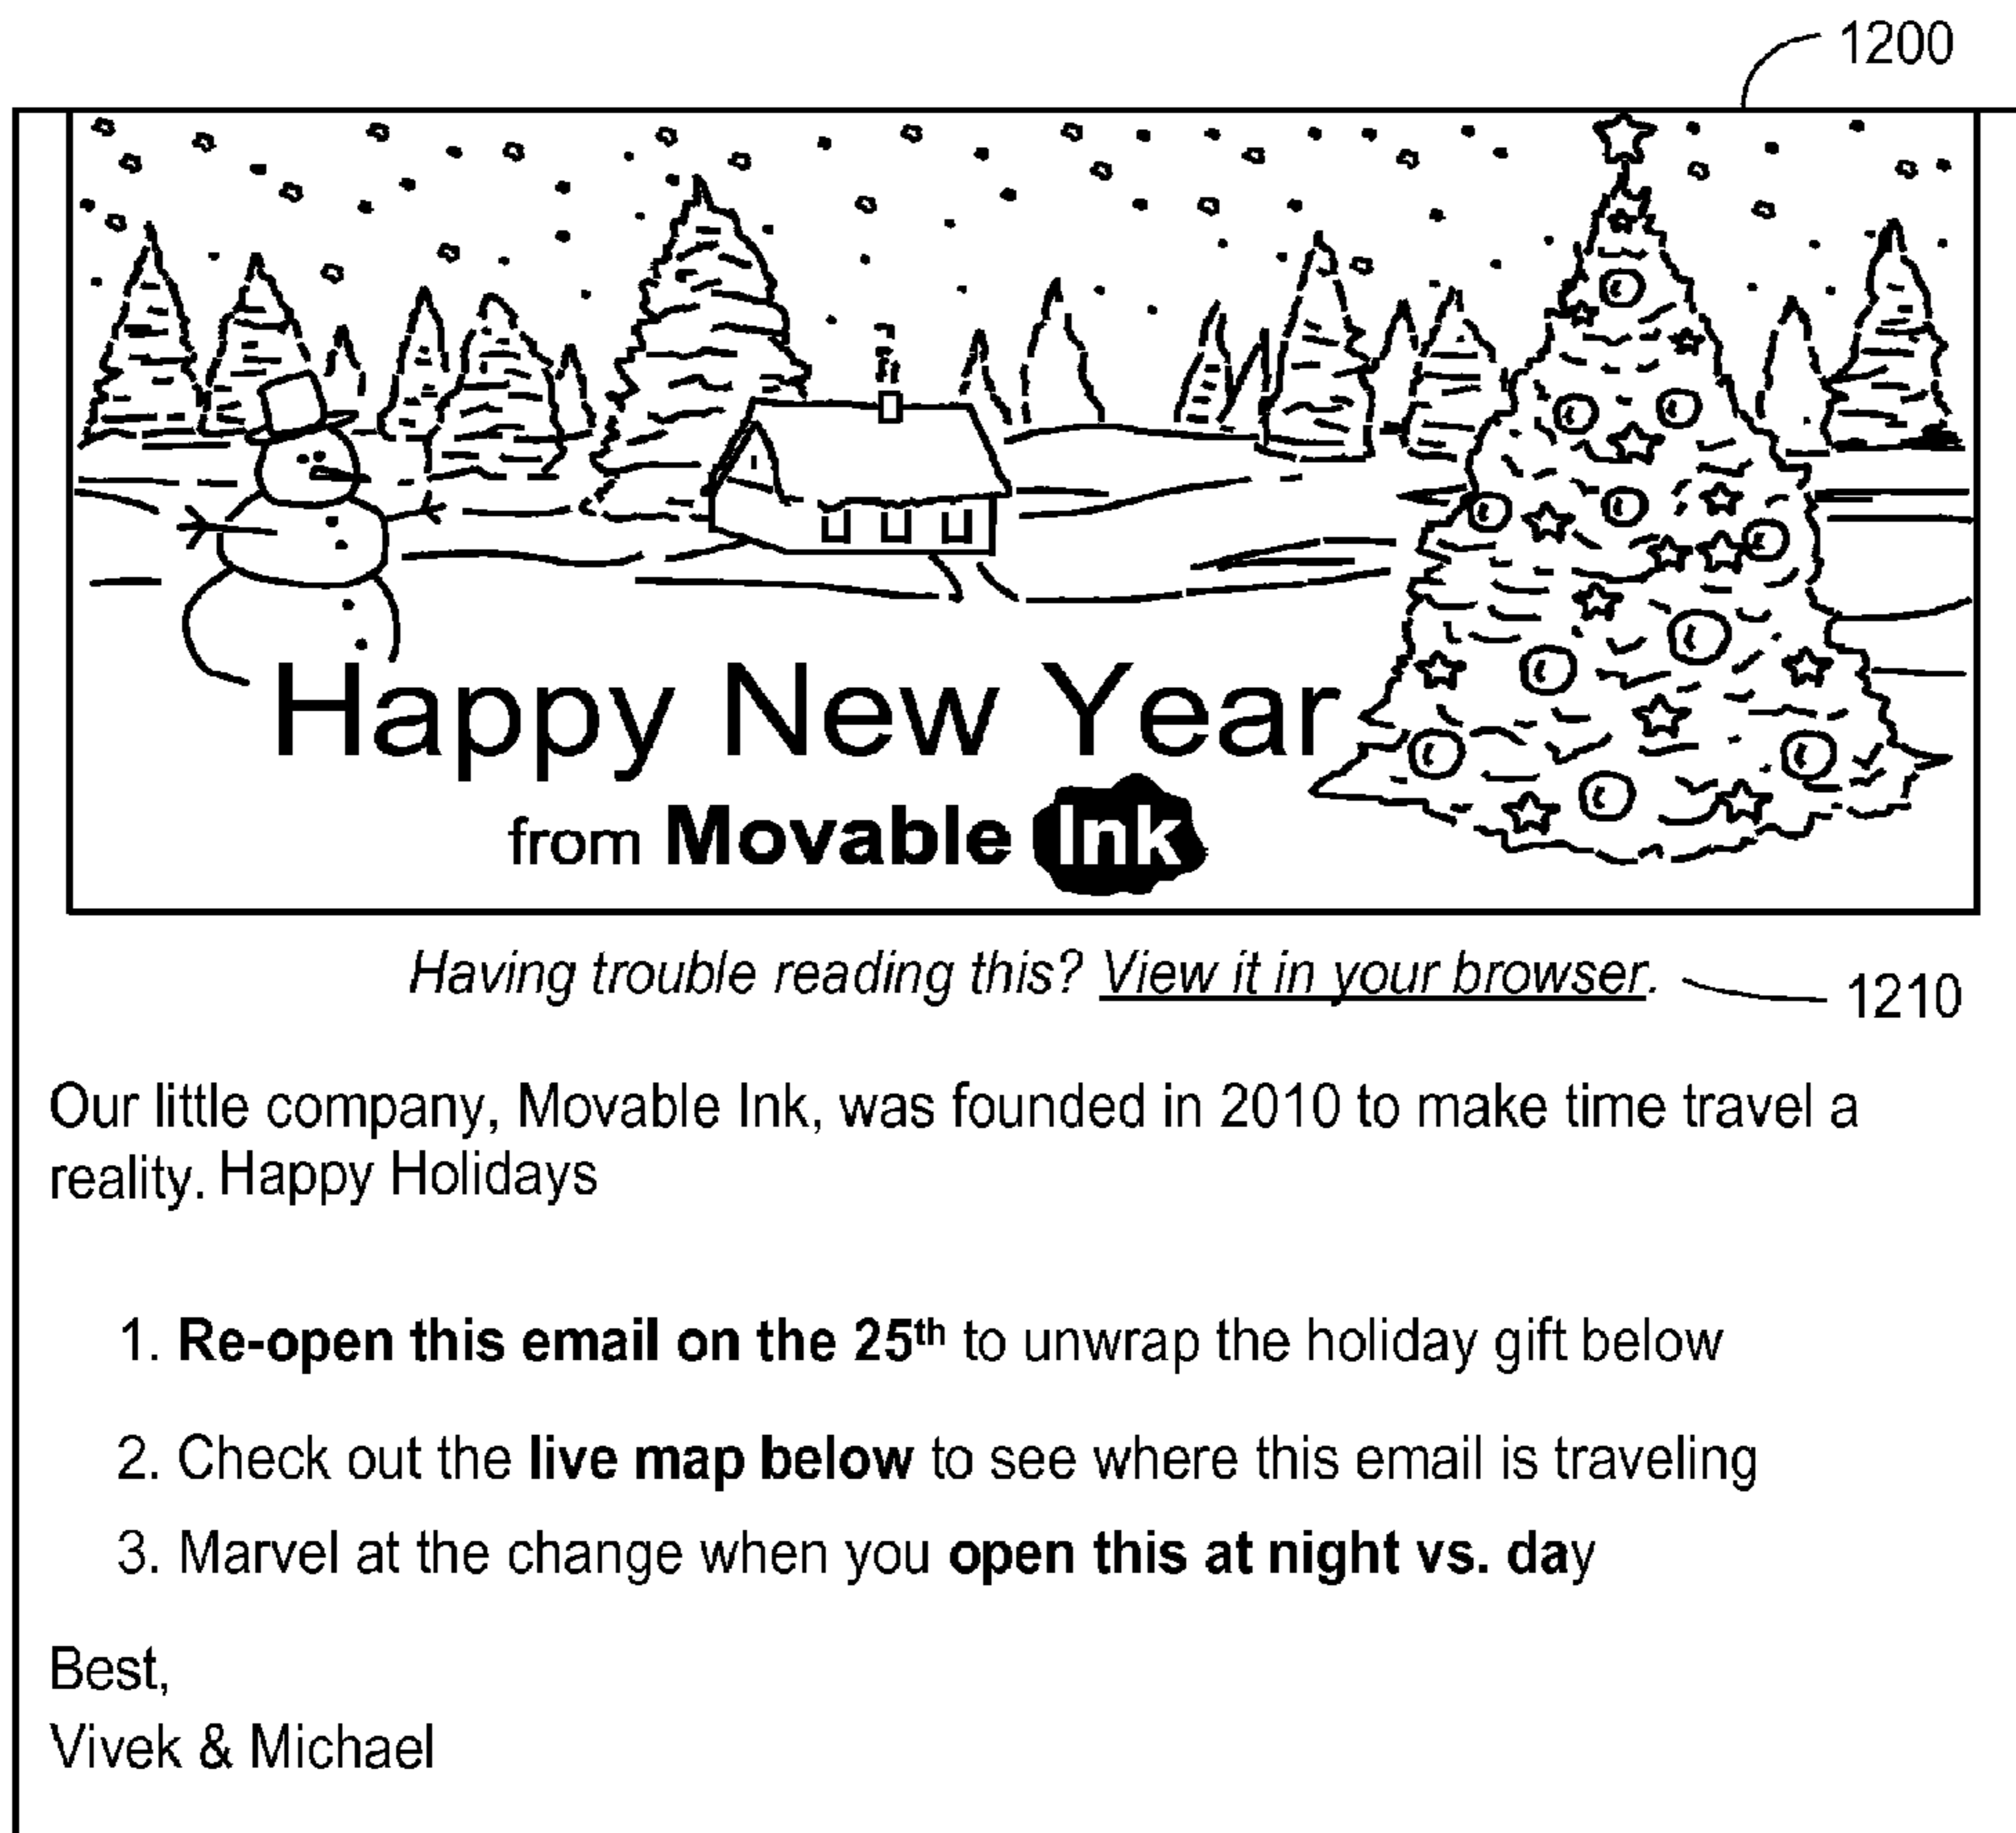 1200
Happy New Year
from Movable Ink
Having trouble reading this? View it in your browser.
1210
Our little company, Movable Ink, was founded in 2010 to make time travel a
reality. Happy Holidays
1. Re-open this email on the 25th to unwrap the holiday gift below
2. Check out the live map below to see where this email is traveling
3. Marvel at the change when you open this at night vs. day
Best,
Vivek & Michael